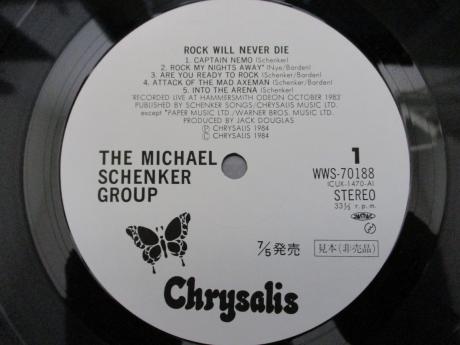 ROCK WILL NEVER DIE
1. CAPTAIN NEMO (Schenker)
2. ROCK MY NIGHTS AWAY* (Nye/Barden)
3. ARE YOU READY TO ROCK (Schenker/Barden)
4. ATTACK OF THE MAD AXEMAN (Schenker/Barden)
5. INTO THE ARENA (Schenker)
RECORDED LIVE AT HAMMERSMITH ODEON OCTOBER 1983
PUBLISHED BY SCHENKER SONGS/CHRYSALIS MUSIC LTD.
except *PAPER MUSIC LTD./WARNER BROS. MUSIC LTD.
PRODUCED BY JACK DOUGLAS
Ⓟ CHRYSALIS 1984
Ⓒ CHRYSALIS 1984
THE MICHAEL
SCHENKER
GROUP
1
WWS-70188
(CUX-1470-A)
STEREO
33⅓ r.p.m.
7/5発売
見本(非売品)
Chrysalis